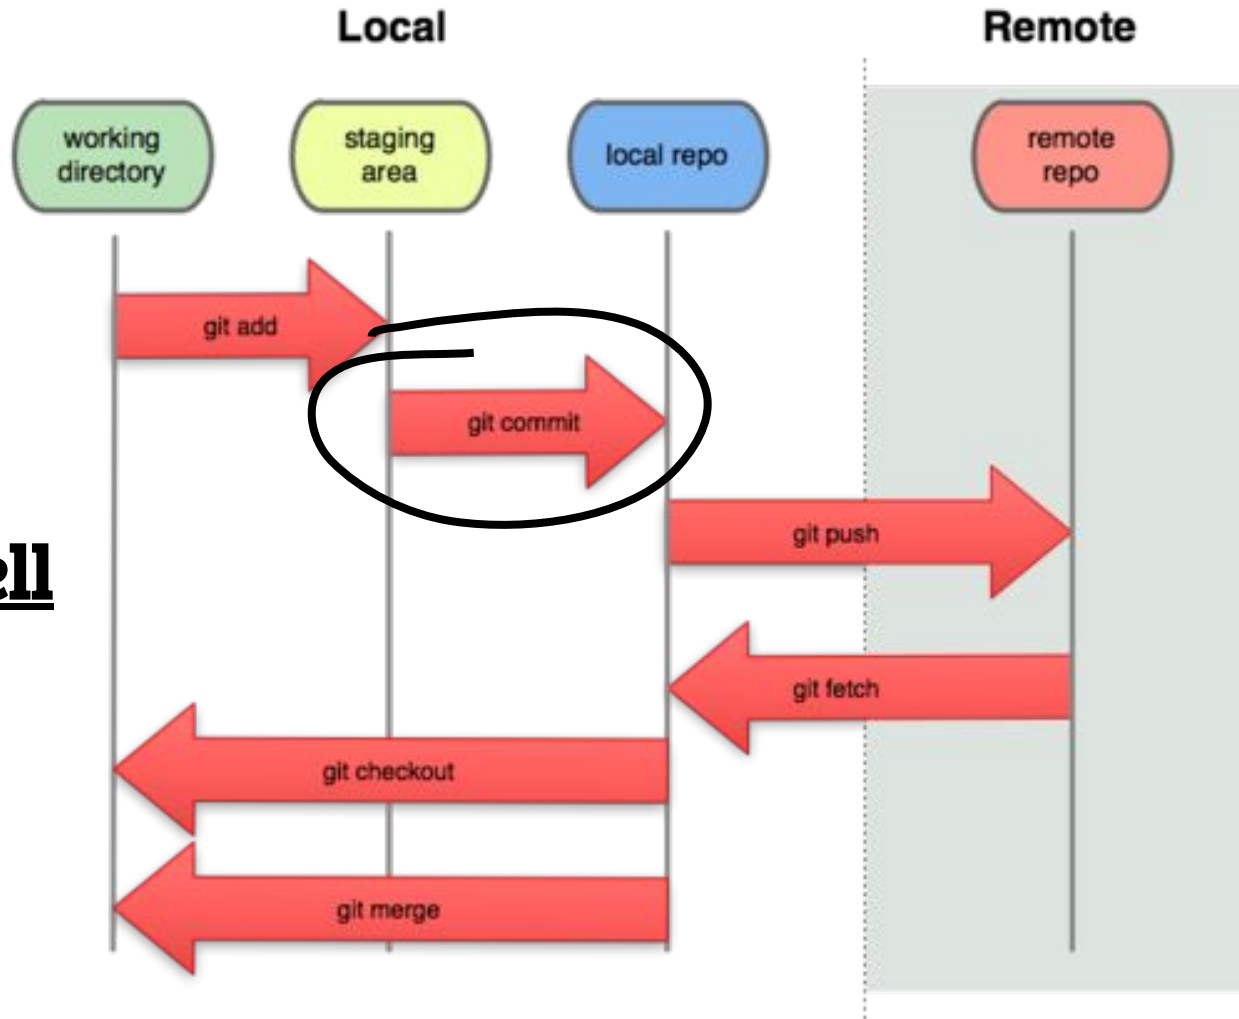 Local
Remote
working
directory
staging
area
local repo
remote
repo
git add
git commit
git push
ell
git fetch
git checkout
git merge